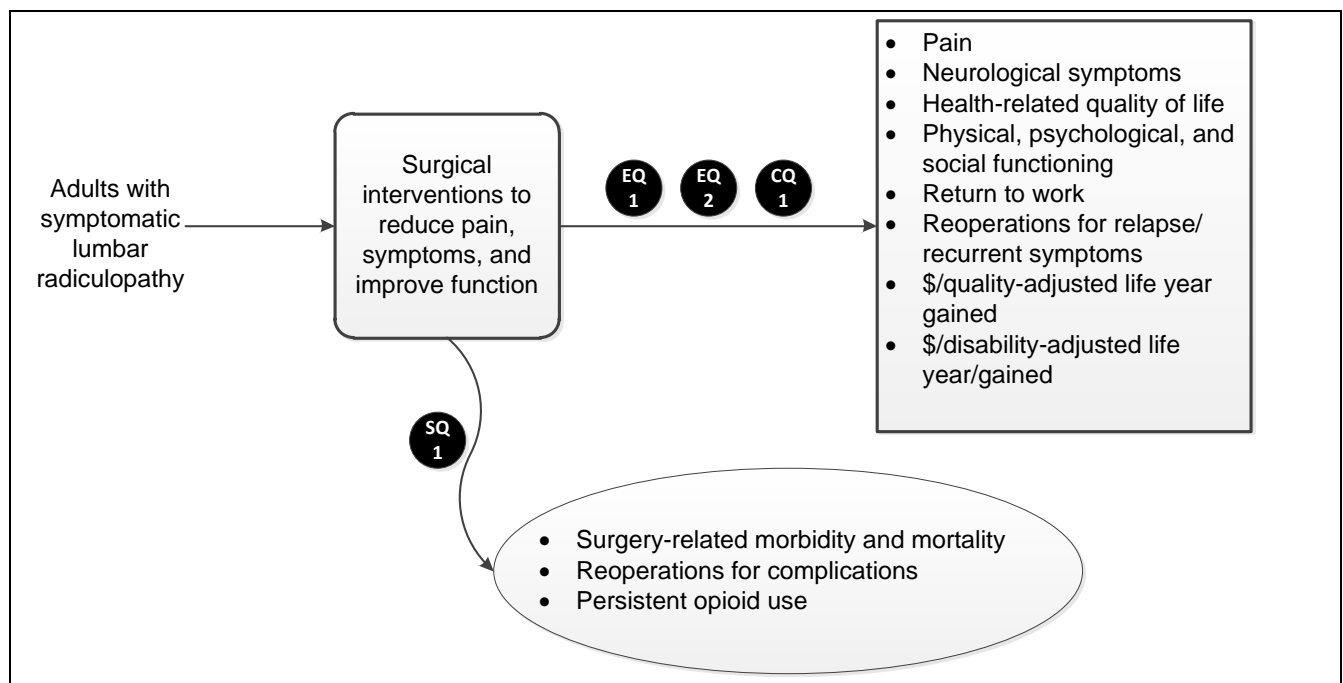 Adults with
symptomatic
lumbar
radiculopathy
Surgical
interventions to
reduce pain,
symptoms, and
improve function
EQ
1
EQ
2
CQ
1
• Pain
• Neurological symptoms
• Health-related quality of life
• Physical, psychological, and
social functioning
• Return to work
• Reoperations for relapse/
recurrent symptoms
• $/quality-adjusted life year
gained
• $/disability-adjusted life
year/gained
SQ
1
• Surgery-related morbidity and mortality
• Reoperations for complications
• Persistent opioid use